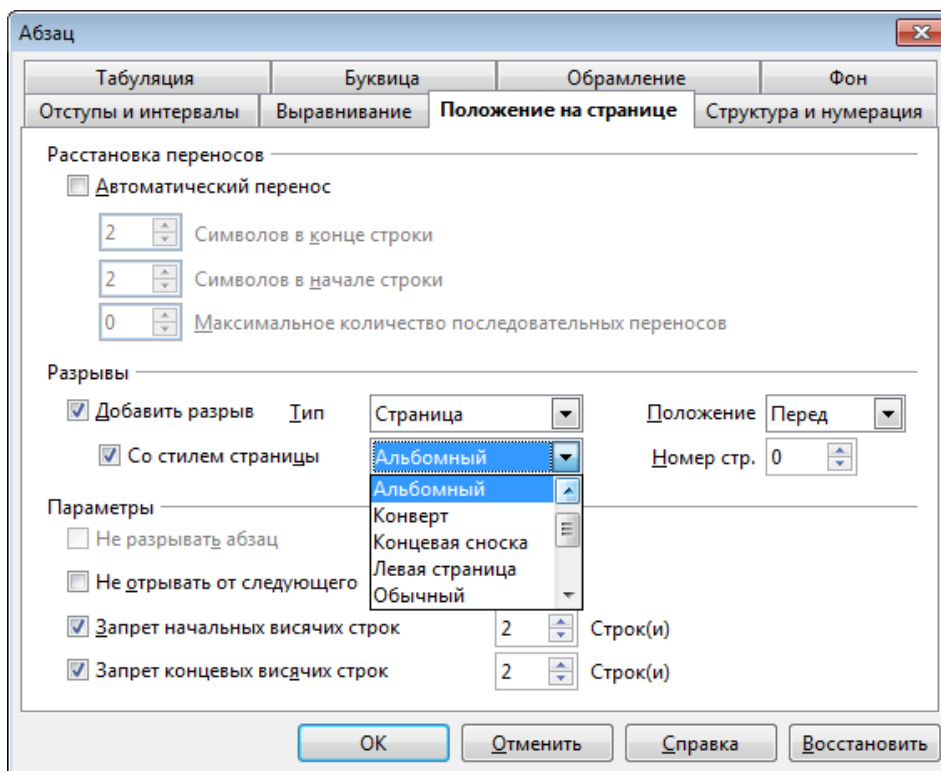 Абзац
Табуляция Буквица Обрамление Фон
Отступы и интервалы Выравнивание Положение на странице Структура и нумерация
Расстановка переносов
Автоматический перенос
2 Символов в конце строки
2 Символов в начале строки
0 Максимальное количество последовательных переносов
Разрывы
Добавить разрыв Тип Страница Положение Перед
Со стилем страницы Альбомный Номер стр. 0
Альбомный
Параметры
Конверт
Не разрывать абзац
Концевая сноска
Левая страница
Не отрывать от следующего
Обычный
Запрет начальных висячих строк 2 Строк(и)
Запрет концевых висячих строк 2 Строк(и)
ОК Отменить Справка Восстановить